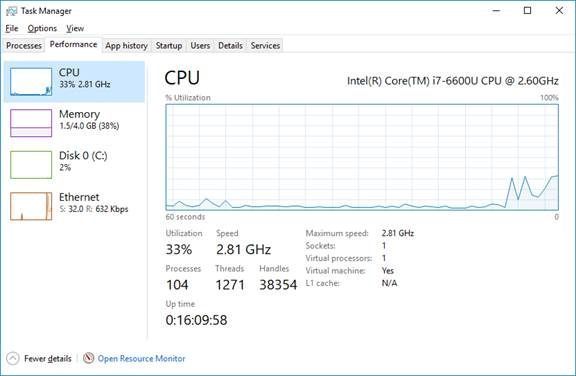 Task Manager
File Options View
Processes Performance App history Startup Users Details Services
CPU
33% 2.81 GHz
Memory
1.5/4.0 GB (38%)
Disk 0 (C:)
2%
Ethernet
S: 32.0 R: 632 Kbps
CPU Intel(R) Core(TM) i7-6600U CPU @ 2.60GHz
% Utilization 100%
60 seconds 0
Utilization Speed
33% 2.81 GHz
Processes Threads Handles
104 1271 38354
Up time
0:16:09:58
Maximum speed: 2.81 GHz
Sockets: 1
Virtual processors: 1
Virtual machine: Yes
L1 cache: N/A
Fewer details Open Resource Monitor